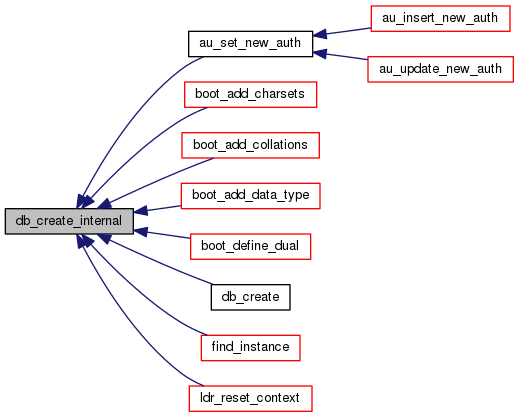 au_insert_new_auth
au_set_new_auth
au_update_new_auth
boot_add_charsets
boot_add_collations
boot_add_data_type
db_create_internal
boot_define_dual
db_create
find_instance
ldr_reset_context